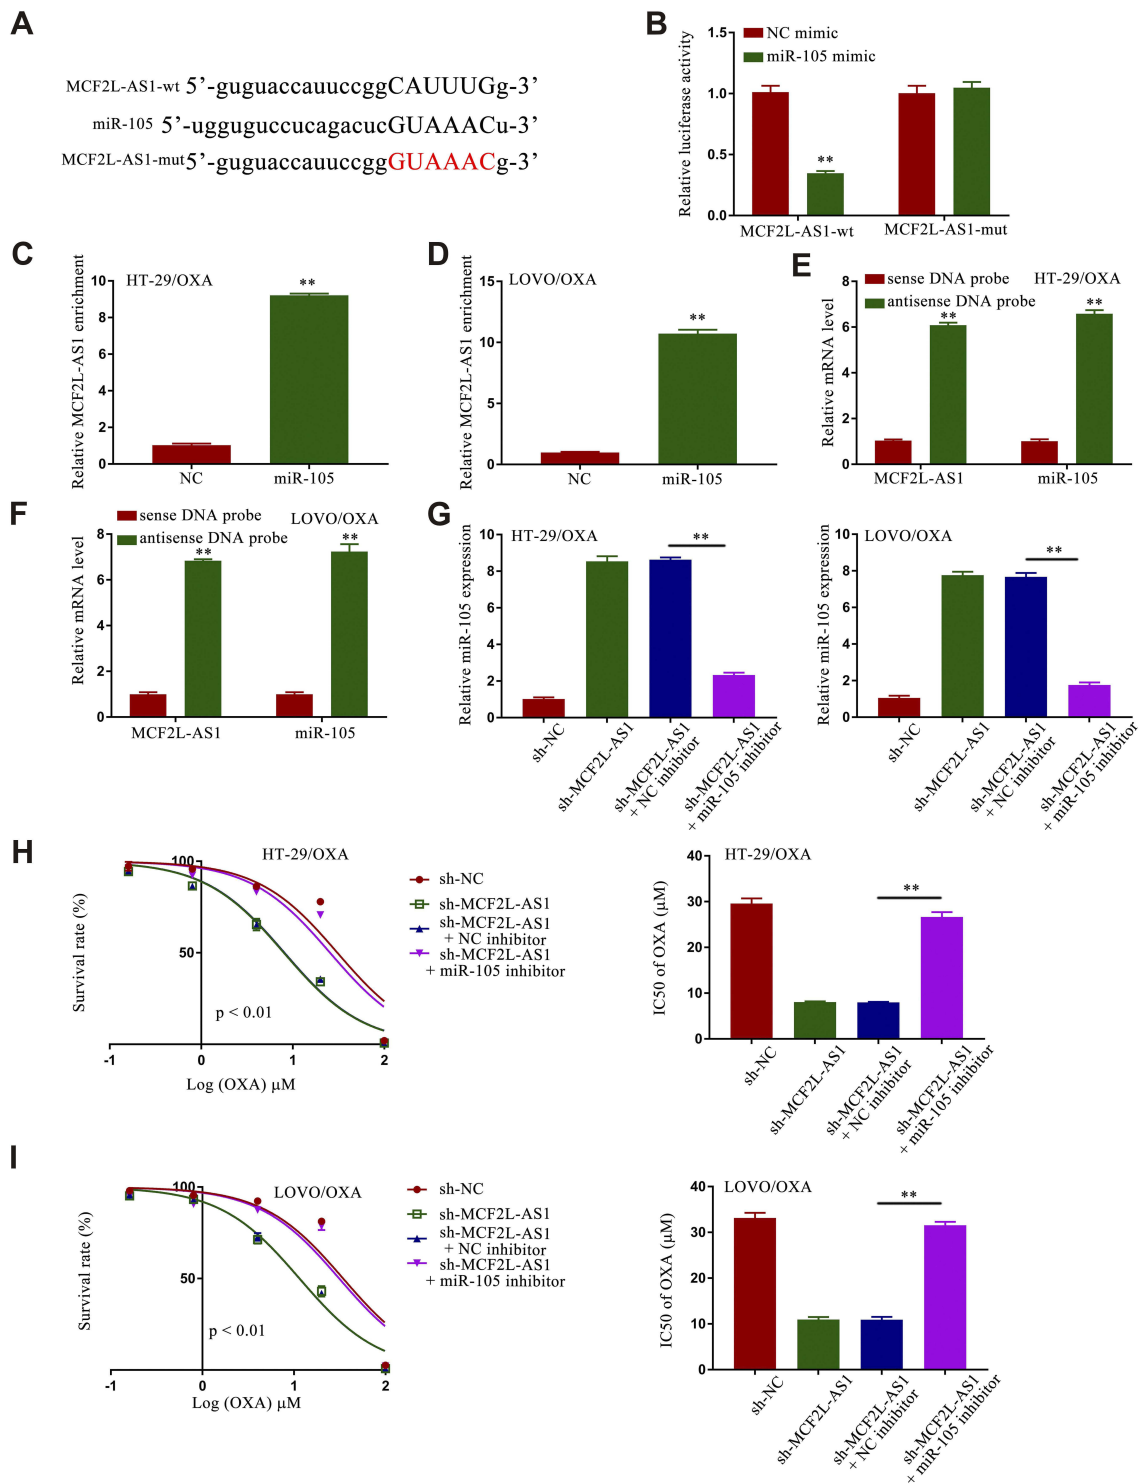 A
MCF2L-AS1-wt 5’-guguaccauuccggCAUUUGg-3’
miR-105 5’-ugguguccucagacucGUAAACu-3’
MCF2L-AS1-mut 5’-guguaccauuccggGUAAACg-3’
B
Relative luciferase activity
1.5
1.0
0.5
0.0
NC mimic
miR-105 mimic
**
MCF2L-AS1-wt
MCF2L-AS1-mut
C
HT-29/OXA
Relative MCF2L-AS1 enrichment
10
8
6
4
2
0
**
NC
miR-105
D
LOVO/OXA
Relative MCF2L-AS1 enrichment
15
10
5
0
**
NC
miR-105
E
sense DNA probe
antisense DNA probe
HT-29/OXA
Relative mRNA level
8
6
4
2
0
**
**
MCF2L-AS1
miR-105
F
sense DNA probe
antisense DNA probe
LOVO/OXA
Relative mRNA level
8
6
4
2
0
**
**
MCF2L-AS1
miR-105
G
HT-29/OXA
Relative miR-105 expression
10
8
6
4
2
0
**
sh-NC
sh-MCF2L-AS1
sh-MCF2L-AS1
+ NC inhibitor
sh-MCF2L-AS1
+ miR-105 inhibitor
LOVO/OXA
Relative miR-105 expression
10
8
6
4
2
0
**
sh-NC
sh-MCF2L-AS1
sh-MCF2L-AS1
+ NC inhibitor
sh-MCF2L-AS1
+ miR-105 inhibitor
H
HT-29/OXA
Survival rate (%)
100
50
p < 0.01
-1
0
1
2
Log (OXA) μM
sh-NC
sh-MCF2L-AS1
sh-MCF2L-AS1
+ NC inhibitor
sh-MCF2L-AS1
+ miR-105 inhibitor
HT-29/OXA
IC50 of OXA (μM)
40
30
20
10
0
**
sh-NC
sh-MCF2L-AS1
sh-MCF2L-AS1
+ NC inhibitor
sh-MCF2L-AS1
+ miR-105 inhibitor
I
LOVO/OXA
Survival rate (%)
100
50
p < 0.01
-1
0
1
2
Log (OXA) μM
sh-NC
sh-MCF2L-AS1
sh-MCF2L-AS1
+ NC inhibitor
sh-MCF2L-AS1
+ miR-105 inhibitor
LOVO/OXA
IC50 of OXA (μM)
40
30
20
10
0
**
sh-NC
sh-MCF2L-AS1
sh-MCF2L-AS1
+ NC inhibitor
sh-MCF2L-AS1
+ miR-105 inhibitor